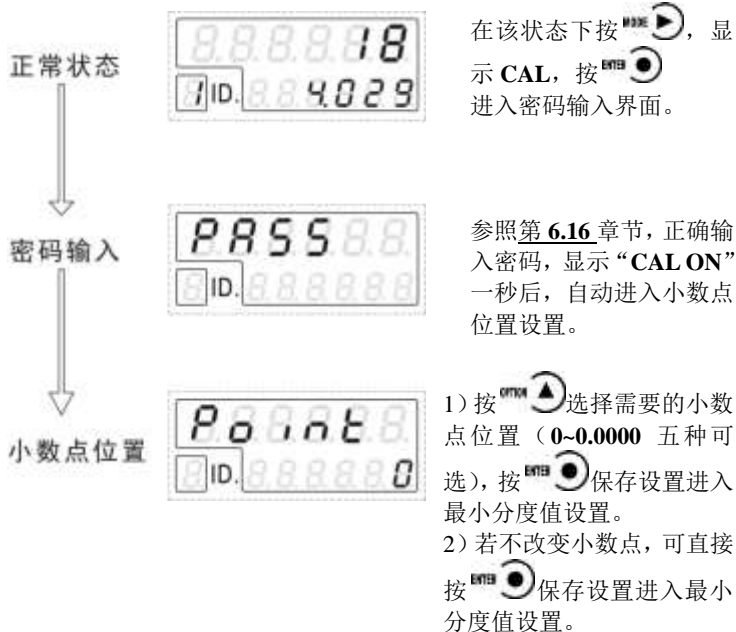 正常状态
18
1 ID. 4.029
在该状态下按 MODE ▶，显
示 CAL，按 ENTER ●
进入密码输入界面。
密码输入
PASS
ID.
参照第 6.16 章节，正确输
入密码，显示“CAL ON”
一秒后，自动进入小数点
位置设置。
小数点位置
Point
ID. 0
1）按 OPTION ▲ 选择需要的小数
点位置（0~0.0000 五种可
选），按 ENTER ● 保存设置进入
最小分度值设置。
2）若不改变小数点，可直接
按 ENTER ● 保存设置进入最小
分度值设置。